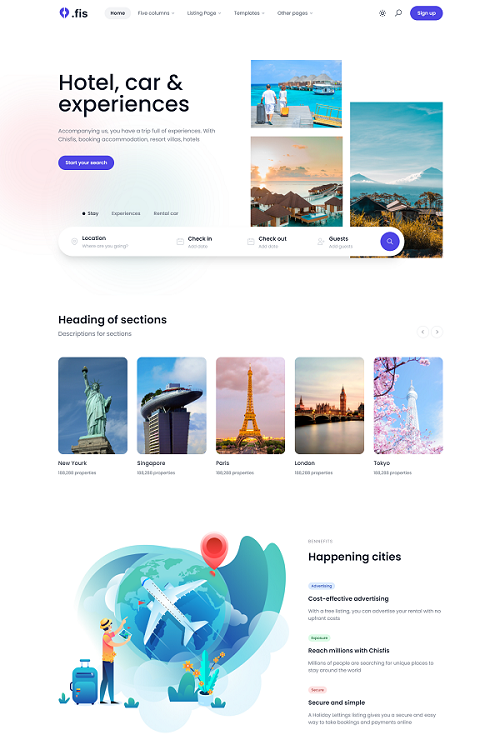 .fis
Home Five columns Listing Page Templates Other pages
Sign up
Hotel, car &
experiences
Accompanying us, you have a trip full of experiences. With
Chisfis, booking accommodation, resort villas, hotels
Start your search
Stay Experiences Rental car
Location Check in Check out Guests
Where are you going? Add date Add date Add guests
Heading of sections
Descriptions for sections
New Yourk Singapore Paris London Tokyo
188,288 properties 188,288 properties 188,288 properties 188,288 properties 188,288 properties
BENNEFITS
Happening cities
Advertising
Cost-effective advertising
With a free listing, you can advertise your rental with no
upfront costs
Exposure
Reach millions with Chisfis
Millions of people are searching for unique places to
stay around the world
Secure
Secure and simple
A Holiday Lettings listing gives you a secure and easy
way to take bookings and payments online